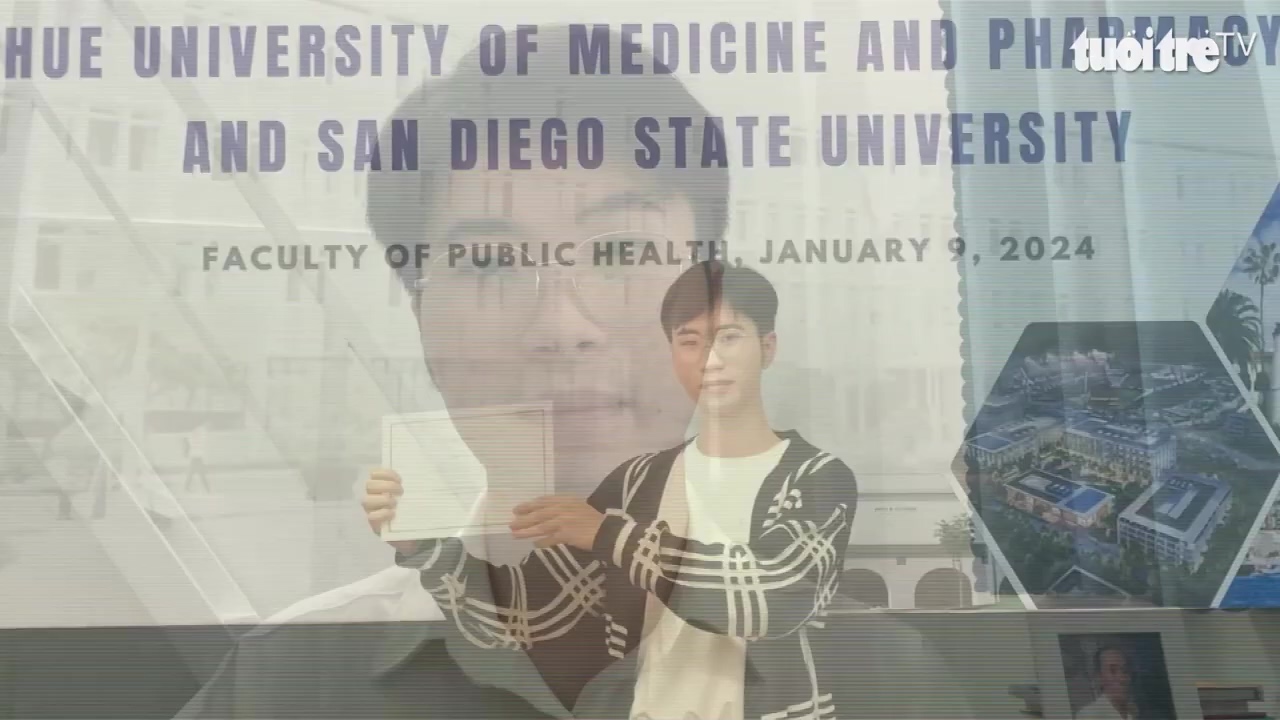 HUE UNIVERSITY OF MEDICINE AND PHARMACY
tuổi trẻ TV
AND SAN DIEGO STATE UNIVERSITY
FACULTY OF PUBLIC HEALTH, JANUARY 9, 2024